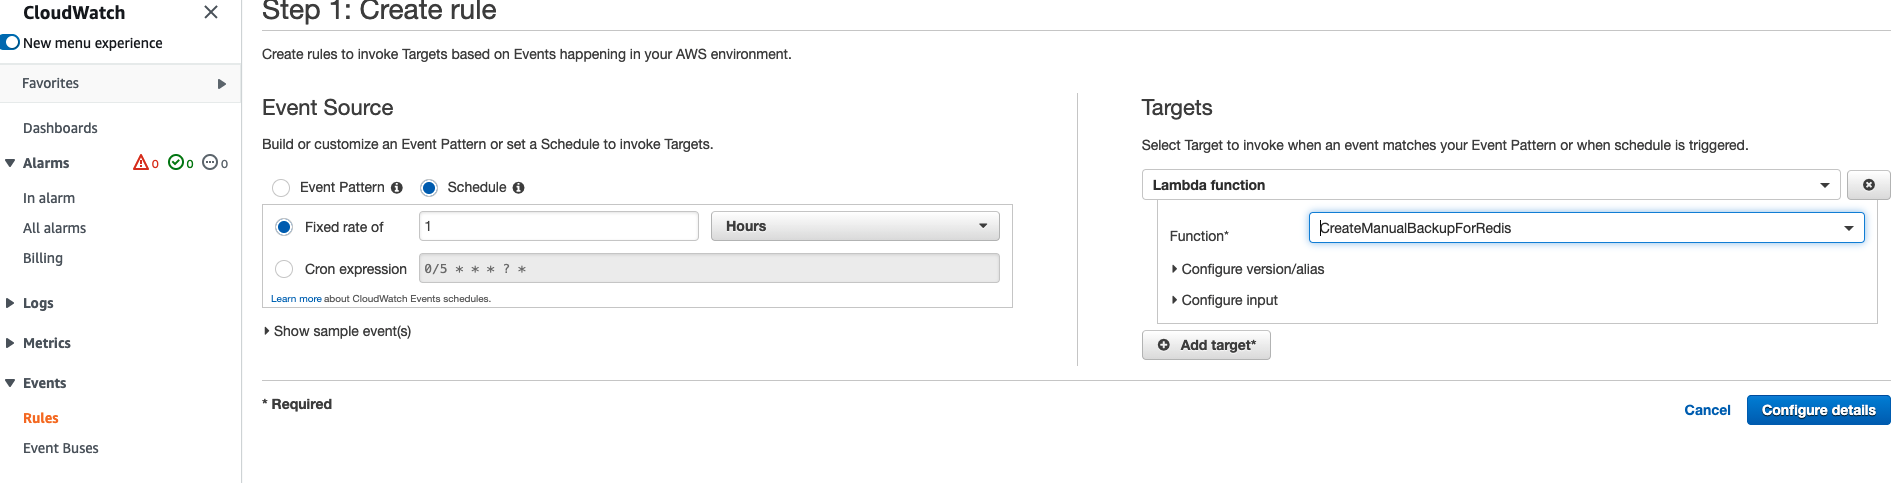 CloudWatch
New menu experience
Favorites
Dashboards
Alarms 0 0 0
In alarm
All alarms
Billing
Logs
Metrics
Events
Rules
Event Buses
Step 1: Create rule
Create rules to invoke Targets based on Events happening in your AWS environment.
Event Source
Build or customize an Event Pattern or set a Schedule to invoke Targets.
Event Pattern Schedule
Fixed rate of 1 Hours
Cron expression 0/5 * * * ? *
Learn more about CloudWatch Events schedules.
Show sample event(s)
Targets
Select Target to invoke when an event matches your Event Pattern or when schedule is triggered.
Lambda function
Function* CreateManualBackupForRedis
Configure version/alias
Configure input
Add target*
* Required
Cancel Configure details